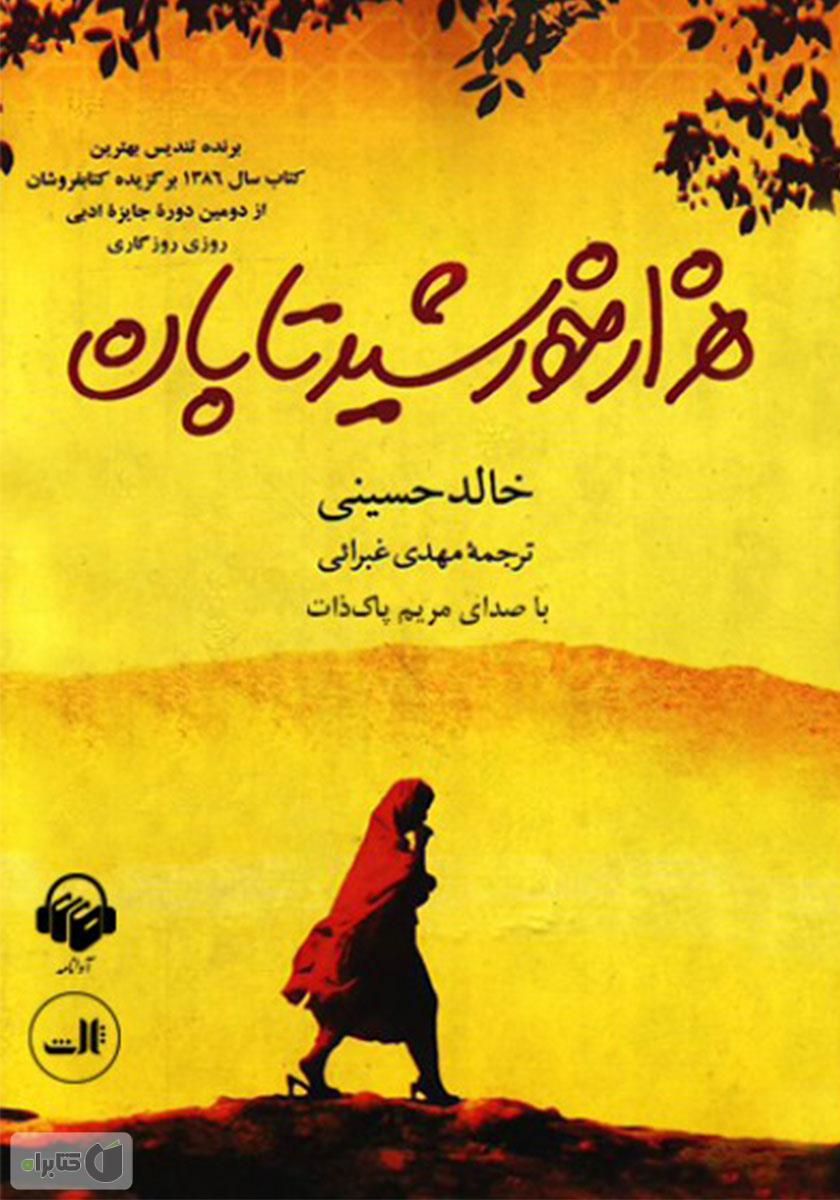 برنده تندیس بهترین
کتاب سال ۱۳۸۶ برگزیده کتابفروشان
از دومین دورهٔ جایزهٔ ادبی
روزی روزگاری
هزار خورشید تابان
خالد حسینی
ترجمهٔ مهدی غبرائی
با صدای مریم پاک‌ذات
آوانامه
ثالث
کتابراه